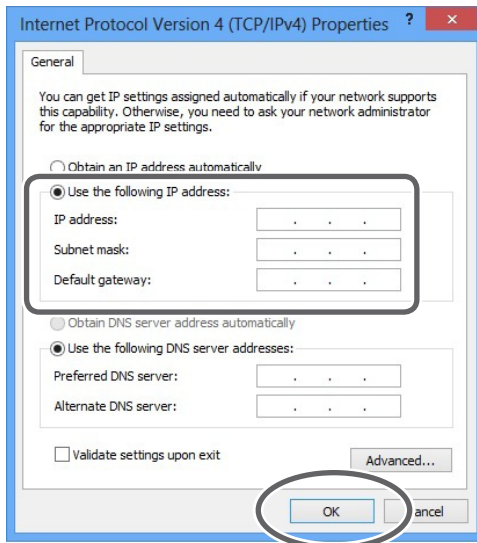 Internet Protocol Version 4 (TCP/IPv4) Properties ? ×
General
You can get IP settings assigned automatically if your network supports
this capability. Otherwise, you need to ask your network administrator
for the appropriate IP settings.
Obtain an IP address automatically
Use the following IP address:
IP address: . . .
Subnet mask: . . .
Default gateway: . . .
Obtain DNS server address automatically
Use the following DNS server addresses:
Preferred DNS server: . . .
Alternate DNS server: . . .
Validate settings upon exit
Advanced...
OK
ancel